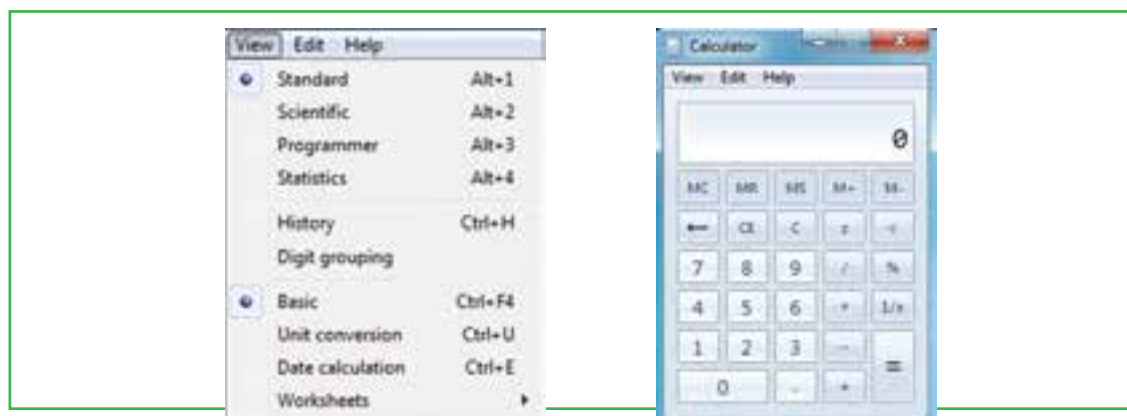 View Edit Help
Standard Alt+1
Scientific Alt+2
Programmer Alt+3
Statistics Alt+4
History Ctrl+H
Digit grouping
Basic Ctrl+F4
Unit conversion Ctrl+U
Date calculation Ctrl+E
Worksheets
Calculator
View Edit Help
0
MC MR MS M+ M-
← CE C ±
7 8 9 / %
4 5 6 * 1/x
1 2 3 -
0 . + =